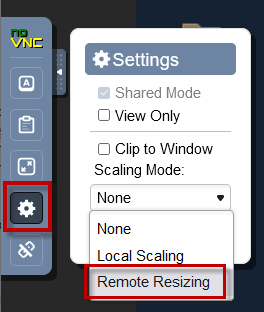 no
VNC
A
Settings
Shared Mode
View Only
Clip to Window
Scaling Mode:
None
None
Local Scaling
Remote Resizing